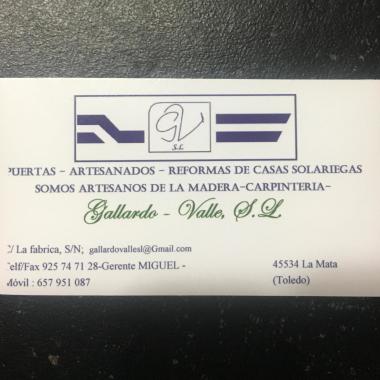 GV
S.L
PUERTAS - ARTESANADOS - REFORMAS DE CASAS SOLARIEGAS
SOMOS ARTESANOS DE LA MADERA-CARPINTERIA-
Gallardo - Valle, S.L.
C/ La fabrica, S/N; gallardovallesl@Gmail.com
Telf/Fax 925 74 71 28-Gerente MIGUEL - 45534 La Mata
Móvil : 657 951 087 (Toledo)